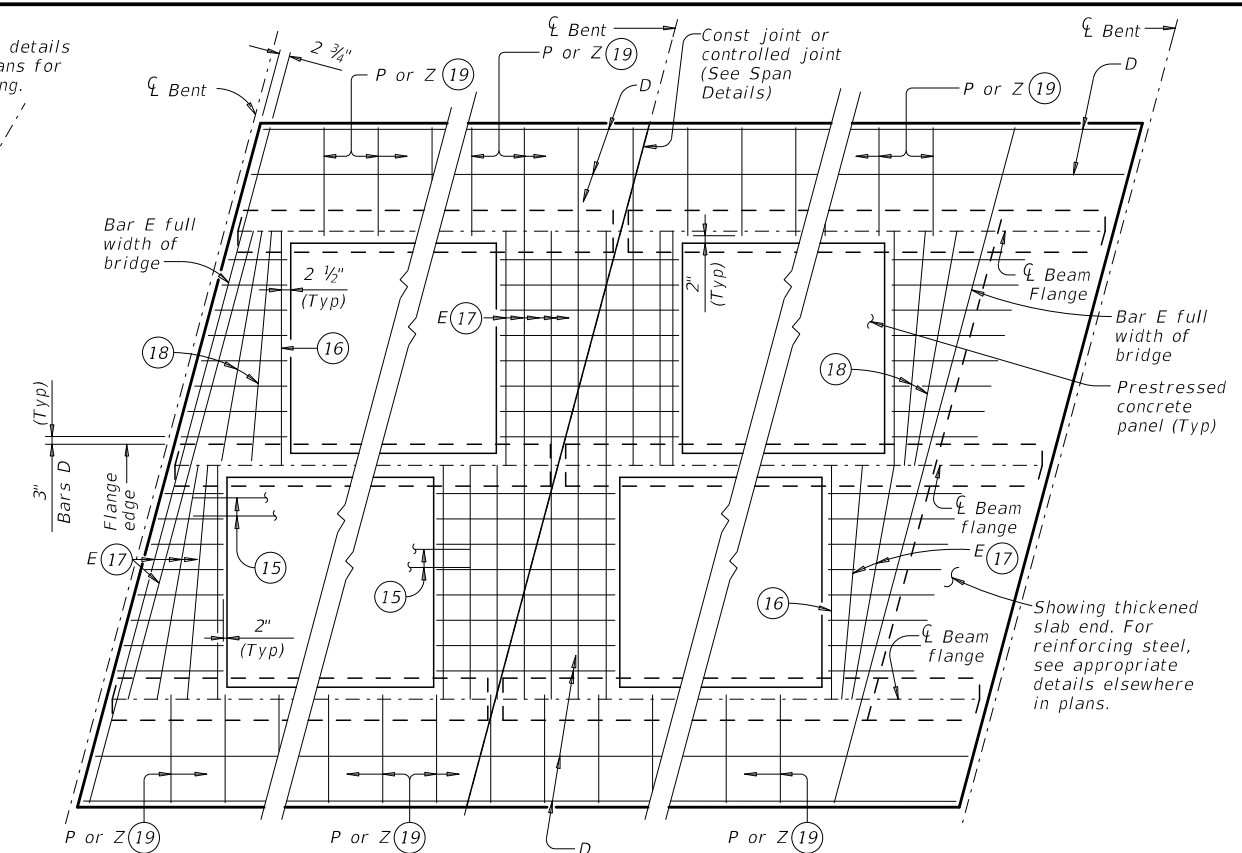 details
ans for
ng.
2 ¾"
℄ Bent
℄ Bent
℄ Bent
P or Z 19
P or Z 19
Const joint or
controlled joint
(See Span
Details)
D
P or Z 19
D
Bar E full
width of
bridge
2 ½"
(Typ)
2"
(Typ)
℄ Beam
Flange
E 17
Bar E full
width of
bridge
18
16
18
Prestressed
concrete
panel (Typ)
(Typ)
3"
Bars D
Flange
edge
℄ Beam
flange
E 17
15
15
E 17
16
2"
(Typ)
℄ Beam
flange
Showing thickened
slab end. For
reinforcing steel,
see appropriate
details elsewhere
in plans.
P or Z 19
P or Z 19
P or Z 19
D